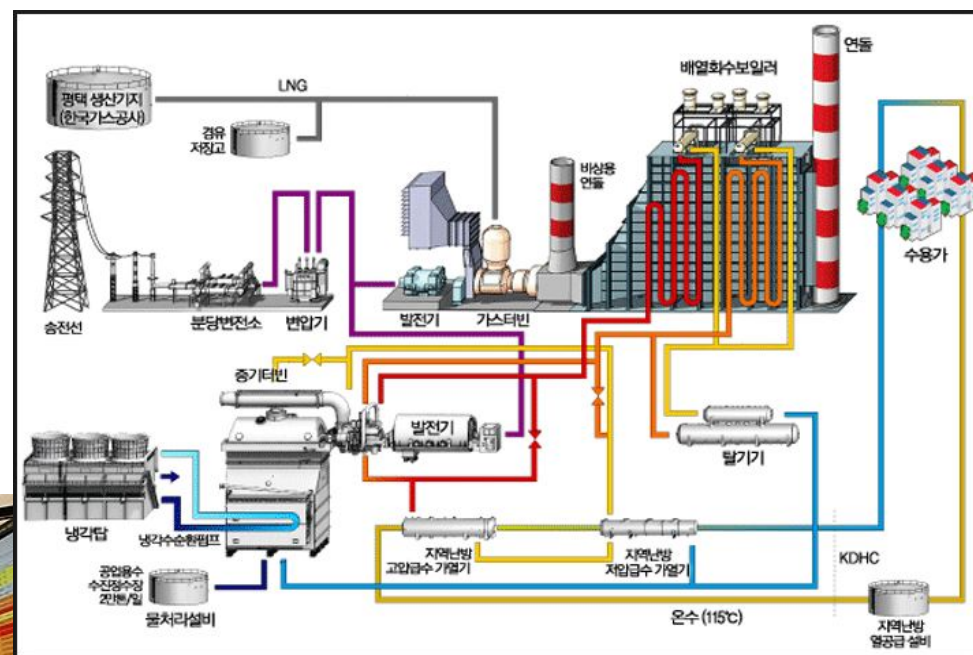 평택 생산기지
(한국가스공사)
LNG
경유
저장고
배열회수보일러
연돌
비상용
연돌
수용가
송전선
분당변전소
변압기
발전기
가스터빈
증기터빈
발전기
탈기기
냉각탑
냉각수순환펌프
지역난방
고압급수 가열기
지역난방
저압급수 가열기
KDHC
공업용수
수진정수장
2만톤/일
물처리설비
온수 (115℃)
지역난방
열공급 설비